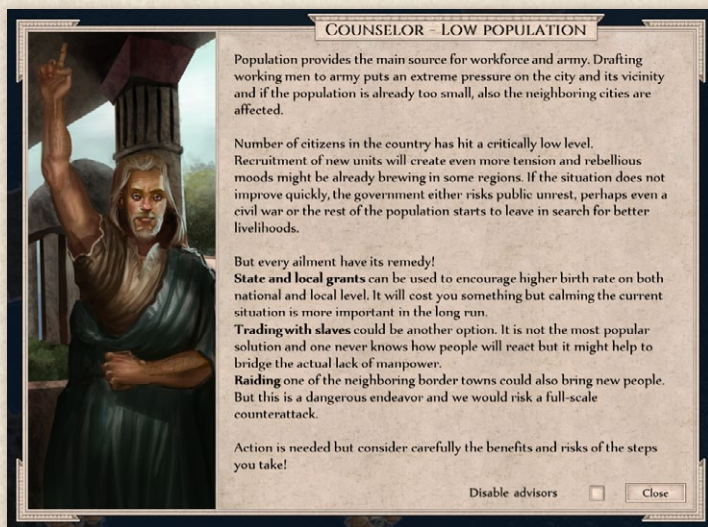 COUNSELOR - LOW POPULATION
Population provides the main source for workforce and army. Drafting
working men to army puts an extreme pressure on the city and its vicinity
and if the population is already too small, also the neighboring cities are
affected.
Number of citizens in the country has hit a critically low level.
Recruitment of new units will create even more tension and rebellious
moods might be already brewing in some regions. If the situation does not
improve quickly, the government either risks public unrest, perhaps even a
civil war or the rest of the population starts to leave in search for better
livelihoods.
But every ailment have its remedy!
State and local grants can be used to encourage higher birth rate on both
national and local level. It will cost you something but calming the current
situation is more important in the long run.
Trading with slaves could be another option. It is not the most popular
solution and one never knows how people will react but it might help to
bridge the actual lack of manpower.
Raiding one of the neighboring border towns could also bring new people.
But this is a dangerous endeavor and we would risk a full-scale
counterattack.
Action is needed but consider carefully the benefits and risks of the steps
you take!
Disable advisors
Close